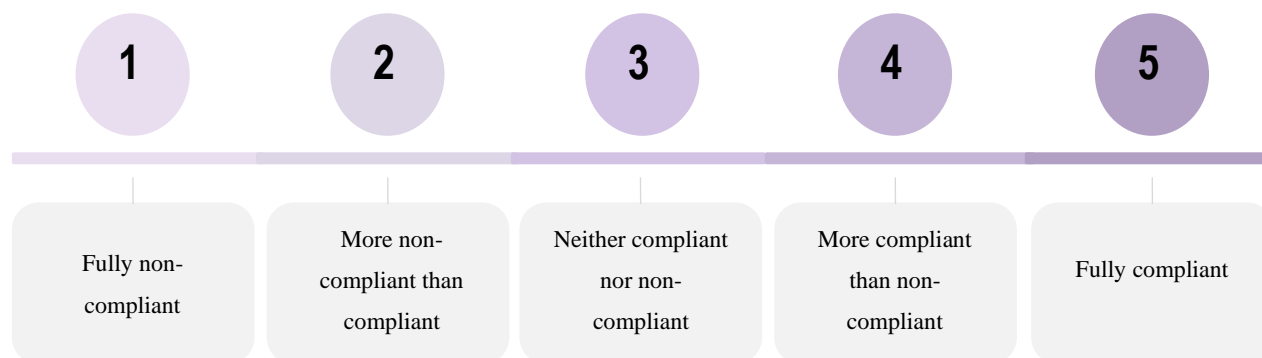 1
2
3
4
5
Fully non-
compliant
More non-
compliant than
compliant
Neither compliant
nor non-
compliant
More compliant
than non-
compliant
Fully compliant